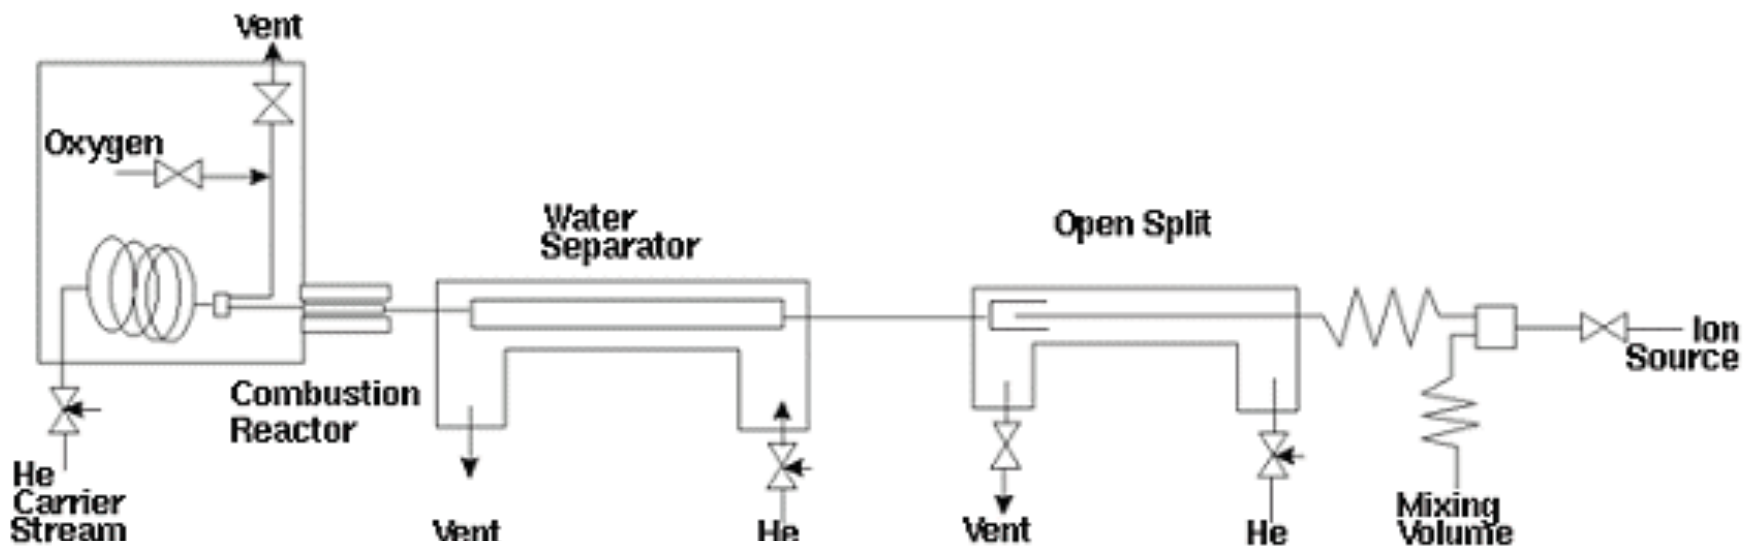 Vent
Oxygen
Water
Separator
Open Split
Ion
Source
Combustion
Reactor
He
Carrier
Stream
Vent
He
Vent
He
Mixing
Volume